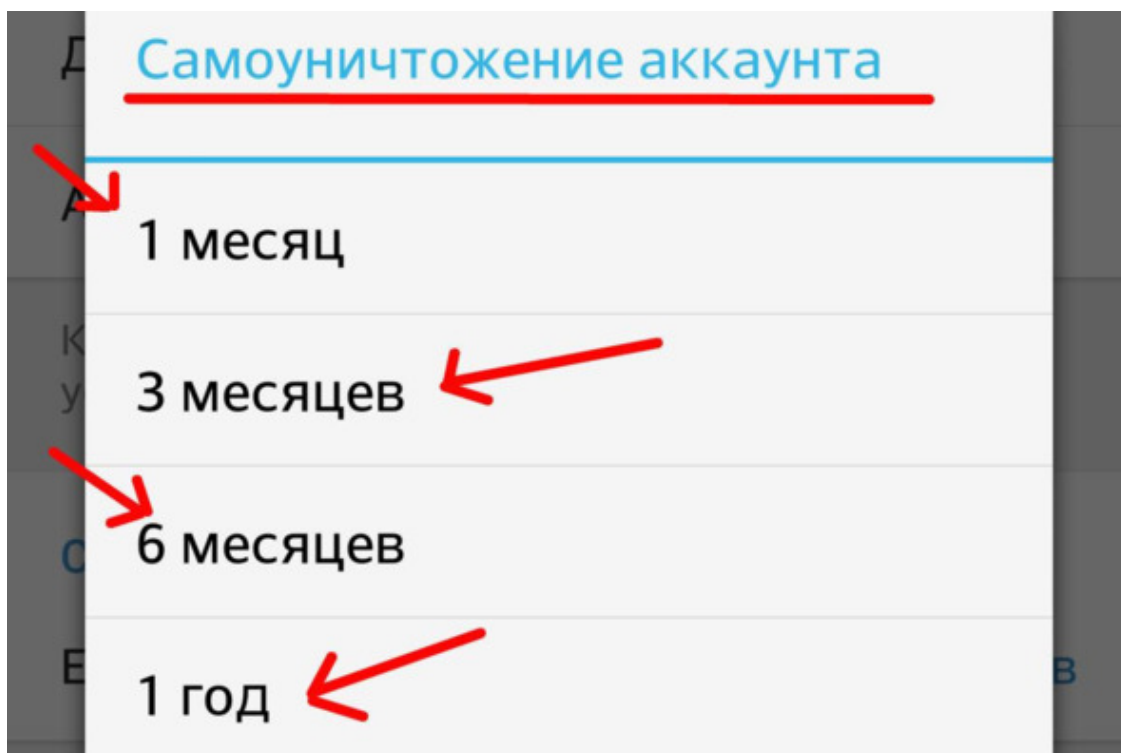 Самоуничтожение аккаунта
1 месяц
3 месяцев
6 месяцев
1 год